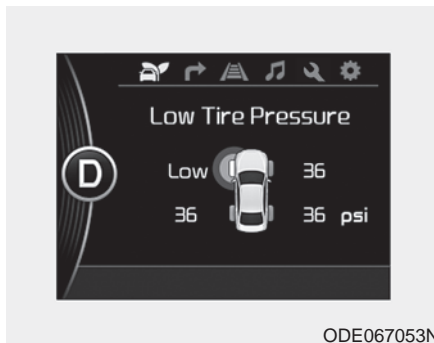 Low Tire Pressure
D
Low 36
36 36 psi
ODE067053N